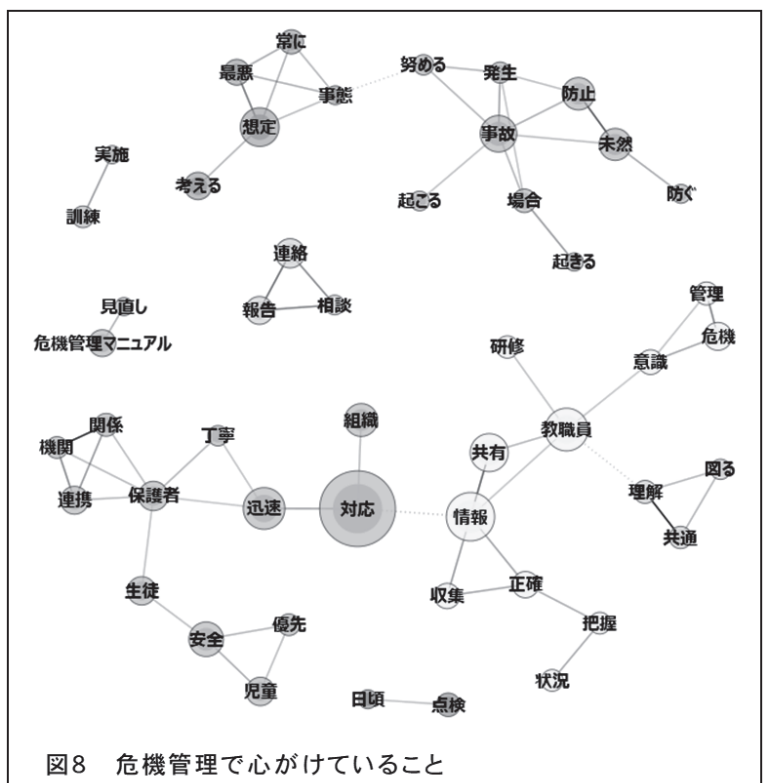 常に
最悪
事態
想定
考える
努める
発生
防止
事故
未然
防ぐ
起こる
場合
起きる
実施
訓練
連絡
報告
相談
見直し
危機管理マニュアル
管理
危機
意識
研修
教職員
共有
情報
理解
図る
共通
収集
正確
把握
状況
組織
対応
迅速
丁寧
関係
機関
連携
保護者
生徒
安全
優先
児童
日頃
点検
図8 危機管理で心がけていること